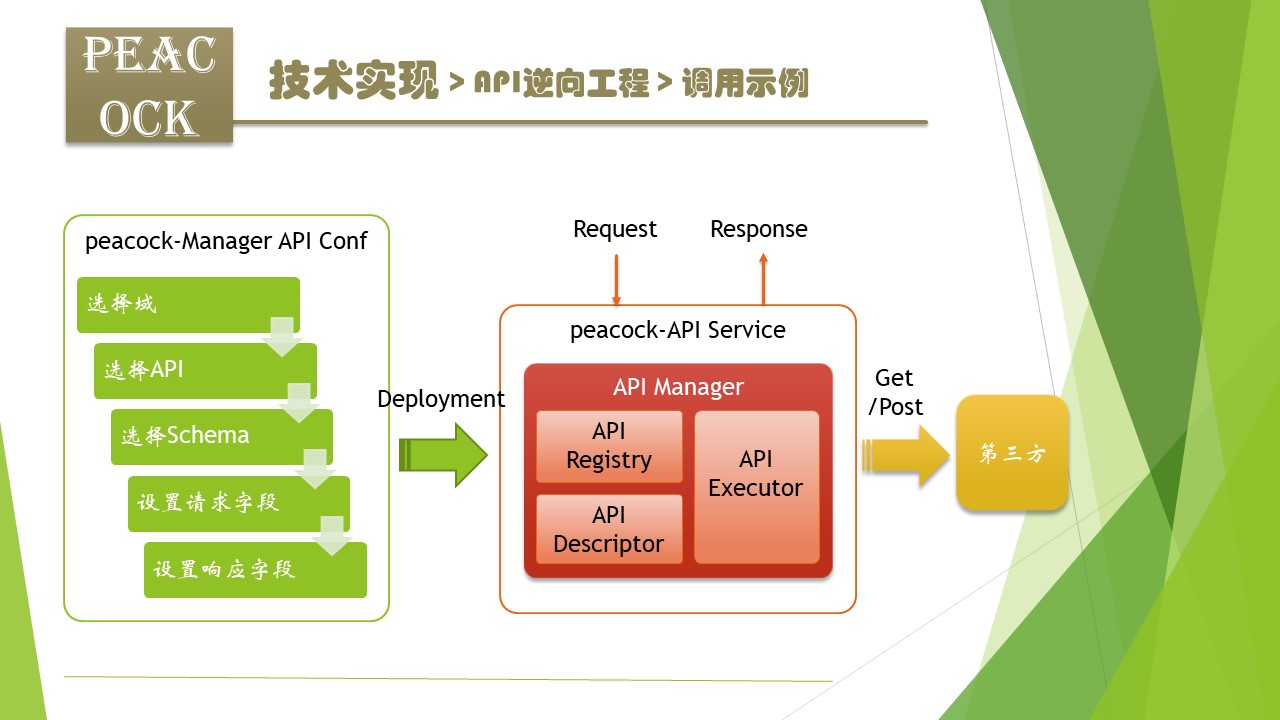 PEAC
OCK
技术实现 > API逆向工程 > 调用示例
peacock-Manager API Conf
选择域
选择API
选择Schema
设置请求字段
设置响应字段
Deployment
Request
Response
peacock-API Service
API Manager
API
Registry
API
Descriptor
API
Executor
Get
/Post
第三方